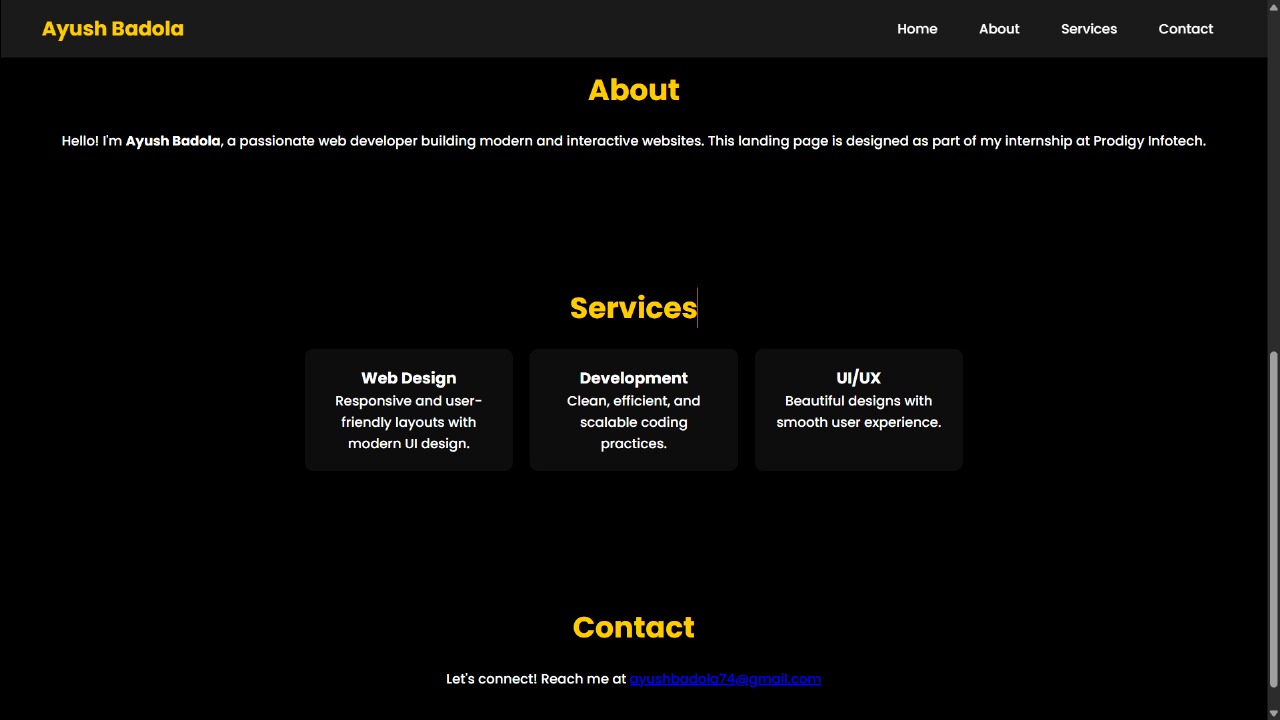 Ayush Badola
Home About Services Contact
About
Hello! I'm Ayush Badola, a passionate web developer building modern and interactive websites. This landing page is designed as part of my internship at Prodigy Infotech.
Services
Web Design
Responsive and user-
friendly layouts with
modern UI design.
Development
Clean, efficient, and
scalable coding
practices.
UI/UX
Beautiful designs with
smooth user experience.
Contact
Let's connect! Reach me at ayushbadola74@gmail.com